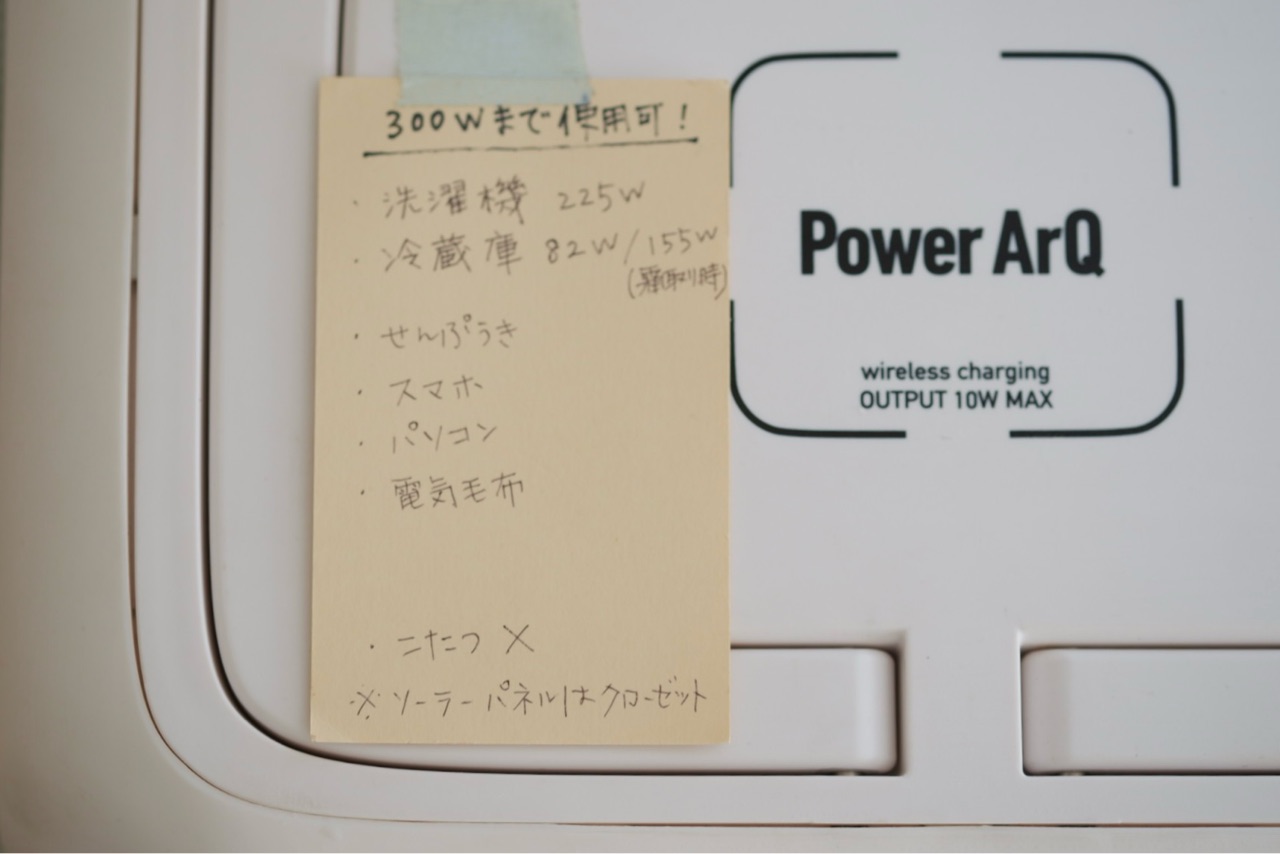 300Wまで使用可!
・洗濯機 225W
・冷蔵庫 82W/155W
(霜取り時)
・せんぷうき
・スマホ
・パソコン
・電気毛布
・こたつ ×
※ソーラーパネルはクローゼット
Power ArQ
wireless charging
OUTPUT 10W MAX